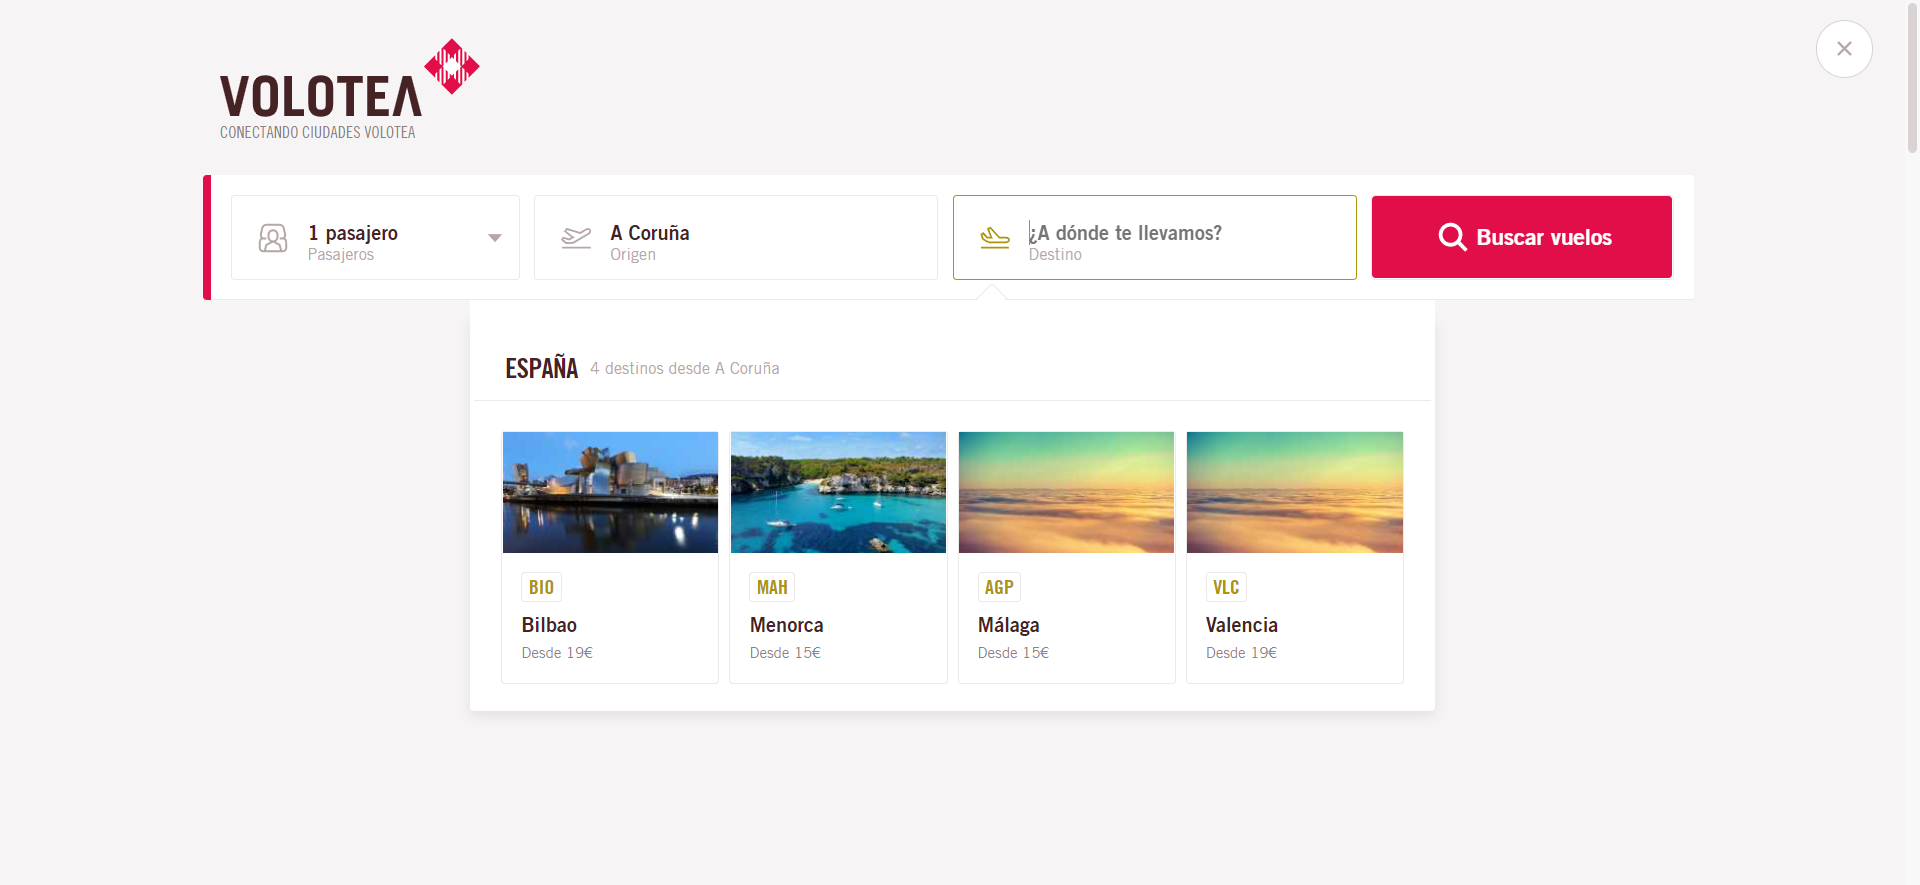 VOLOTEA
CONECTANDO CIUDADES VOLOTEA
1 pasajero
Pasajeros
A Coruña
Origen
¿A dónde te llevamos?
Destino
Buscar vuelos
ESPAÑA 4 destinos desde A Coruña
BIO
Bilbao
Desde 19€
MAH
Menorca
Desde 15€
AGP
Málaga
Desde 15€
VLC
Valencia
Desde 19€